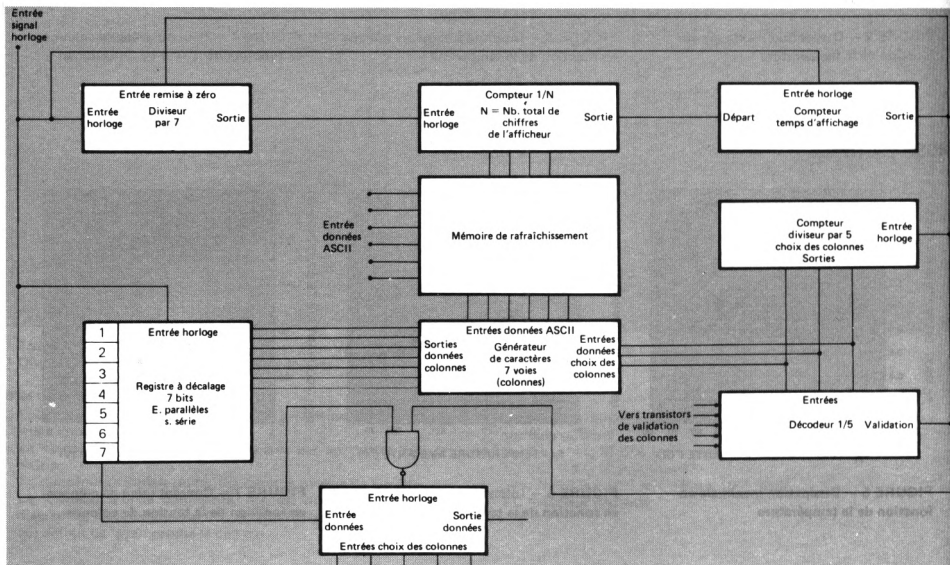 Entrée
signal
horloge
Entrée remise à zéro
Entrée
horloge
Diviseur
par 7
Sortie
Compteur 1/N
Entrée
horloge
N = Nb. total de
chiffres
de l'afficheur
Sortie
Entrée horloge
Départ
Compteur
temps d'affichage
Sortie
Entrée
données
ASCII
Mémoire de rafraîchissement
Compteur
diviseur par 5
choix des colonnes
Sorties
Entrée
horloge
1
2
3
4
5
6
7
Entrée horloge
Registre à décalage
7 bits
E. parallèles
s. série
Entrées données ASCII
Sorties
données
colonnes
Générateur
de caractères
7 voies
(colonnes)
Entrées
données
choix des
colonnes
Vers transistors
de validation
des colonnes
Entrées
Décodeur 1/5
Validation
Entrée horloge
Entrée
données
Sortie
données
Entrées choix des colonnes
fonction de la température